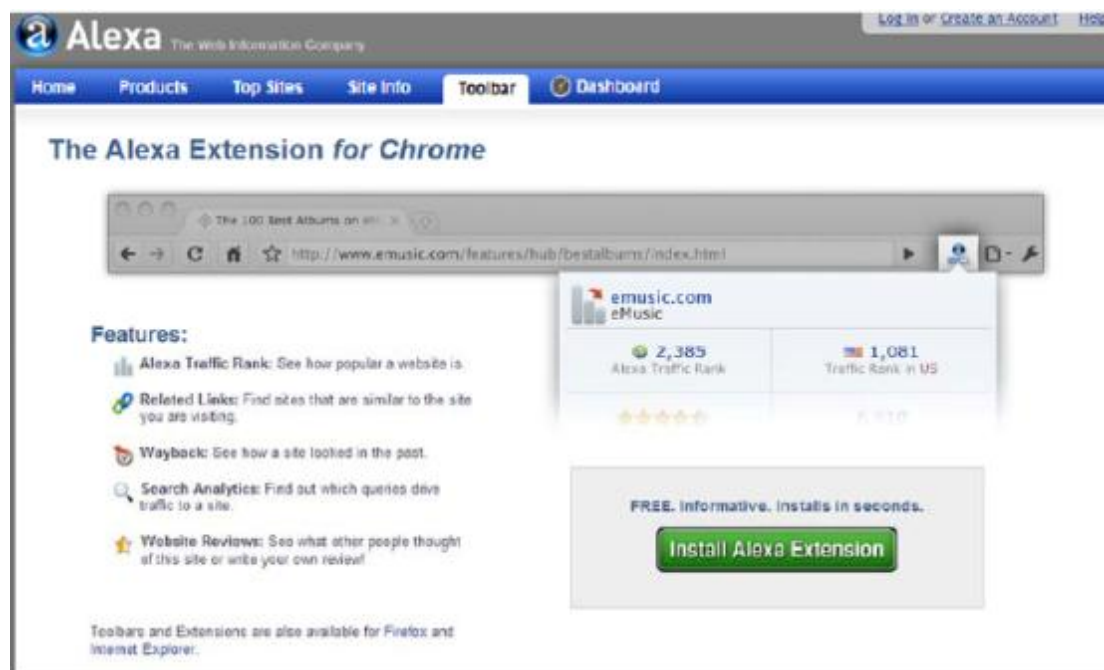 Log in or Create an Account Help
a Alexa The Web Information Company
Home Products Top Sites Site Info Toolbar Dashboard
The Alexa Extension for Chrome
The 100 Best Albums on
http://www.emusic.com/features/hub/bestalbums/index.html
emusic.com
eMusic
2,385 1,081
Alexa Traffic Rank Traffic Rank in US
Features:
Alexa Traffic Rank: See how popular a website is.
Related Links: Find sites that are similar to the site
you are visiting.
Wayback: See how a site looked in the past.
Search Analytics: Find out which queries drive
traffic to a site.
Website Reviews: See what other people thought
of this site or write your own review!
FREE. Informative. Installs in seconds.
Install Alexa Extension
Toolbars and Extensions are also available for Firefox and
Internet Explorer.